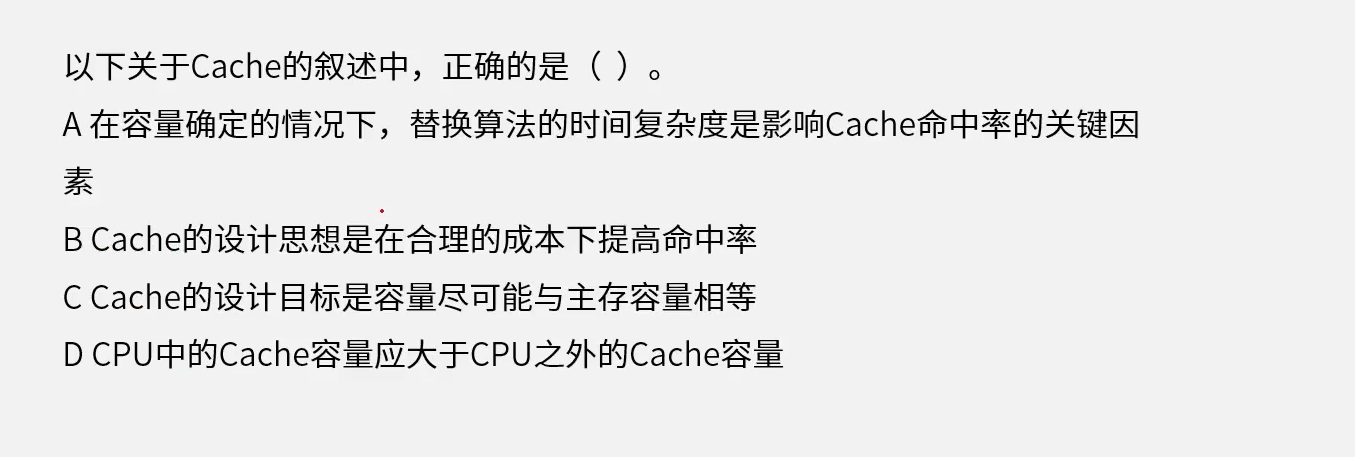 以下关于Cache的叙述中，正确的是（ ）。
A 在容量确定的情况下，替换算法的时间复杂度是影响Cache命中率的关键因
素
B Cache的设计思想是在合理的成本下提高命中率
C Cache的设计目标是容量尽可能与主存容量相等
D CPU中的Cache容量应大于CPU之外的Cache容量